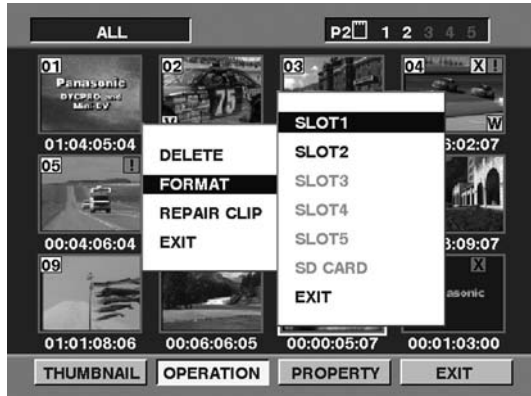 ALL
P2 1 2 3 4 5
01 02 03 04 X !
Panasonic
DVCPRO and
Mini-DV
75
W
01:04:05:04
:02:07
05 !
DELETE
FORMAT
REPAIR CLIP
EXIT
SLOT1
SLOT2
SLOT3
SLOT4
SLOT5
SD CARD
EXIT
00:04:06:04
:09:07
09
X
asonic
01:01:08:06 00:06:06:05 00:00:05:07 00:01:03:00
THUMBNAIL OPERATION PROPERTY EXIT